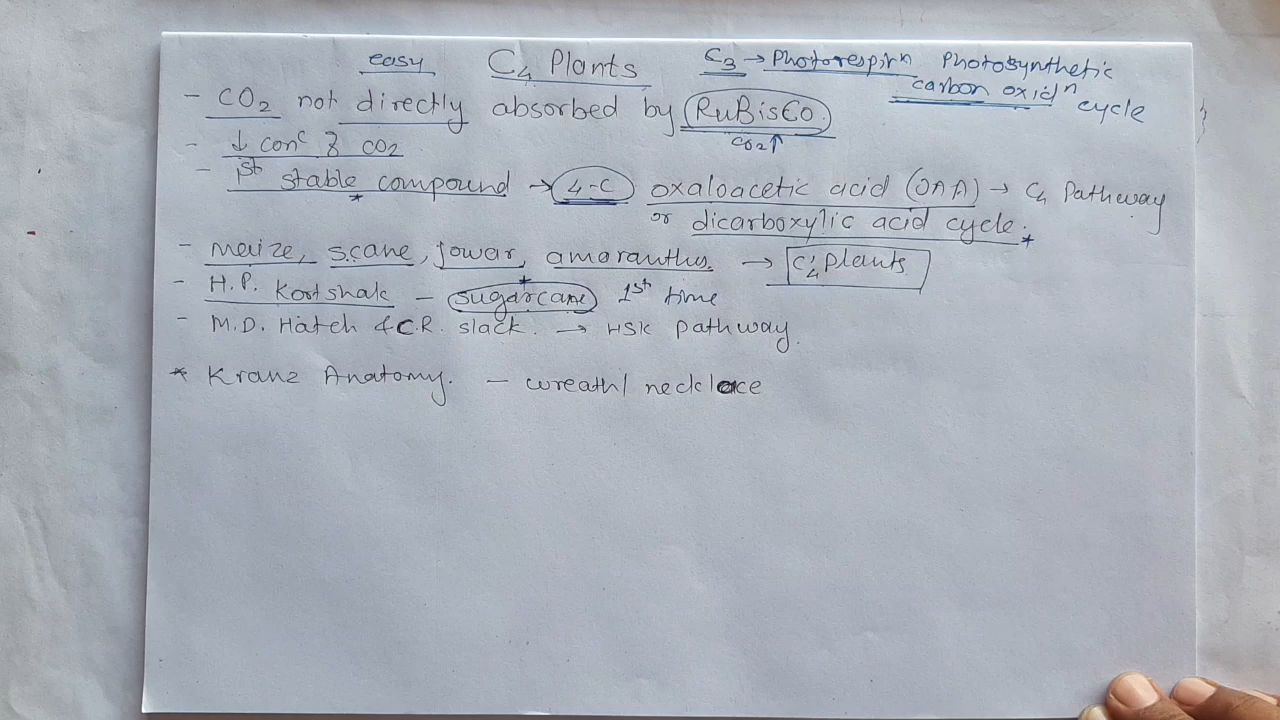 easy C4 Plants C3 → Photorespirn Photosynthetic
carbon oxidn cycle
- CO2 not directly absorbed by RuBisCo.
CO2↑
- ↓ conc of CO2
- 1st stable compound → 4-C oxaloacetic acid (OAA) → C4 Pathway
or dicarboxylic acid cycle.*
- maize, s.cane, jowar, amaranthus. → C4 plants
- H.P. Kortshak - sugarcane 1st time
- M.D. Hatch & C.R. slack. → HSK pathway.
* Kranz Anatomy. - wreath/ necklace